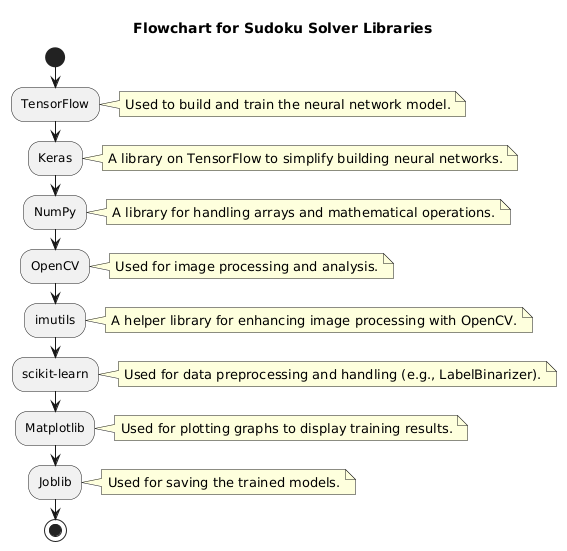 Flowchart for Sudoku Solver Libraries
TensorFlow
Used to build and train the neural network model.
Keras
A library on TensorFlow to simplify building neural networks.
NumPy
A library for handling arrays and mathematical operations.
OpenCV
Used for image processing and analysis.
imutils
A helper library for enhancing image processing with OpenCV.
scikit-learn
Used for data preprocessing and handling (e.g., LabelBinarizer).
Matplotlib
Used for plotting graphs to display training results.
Joblib
Used for saving the trained models.